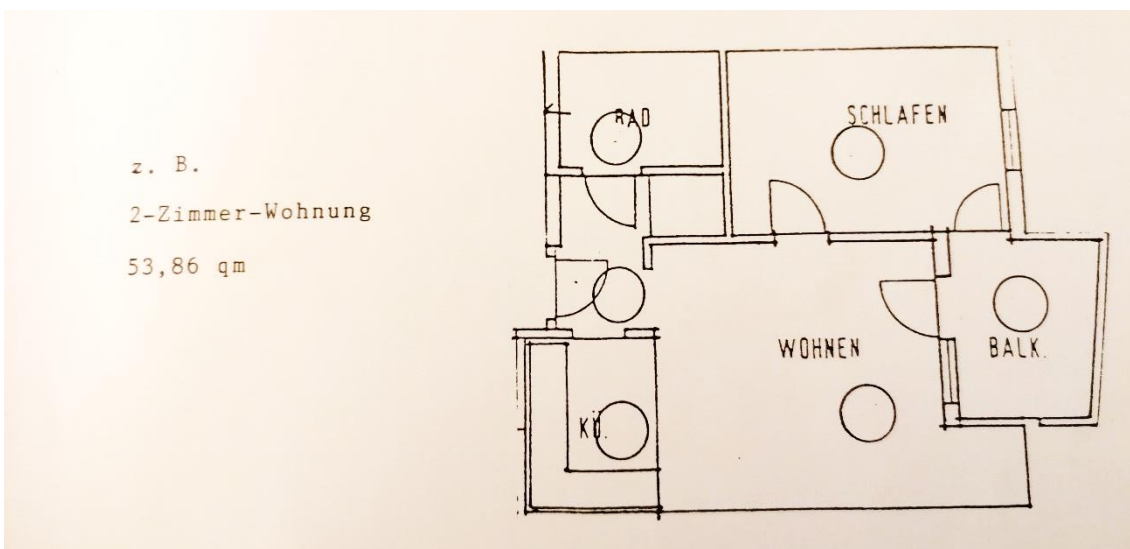 z. B.
2-Zimmer-Wohnung
53,86 qm
BAD
SCHLAFEN
WOHNEN
BALK.
KÜ.